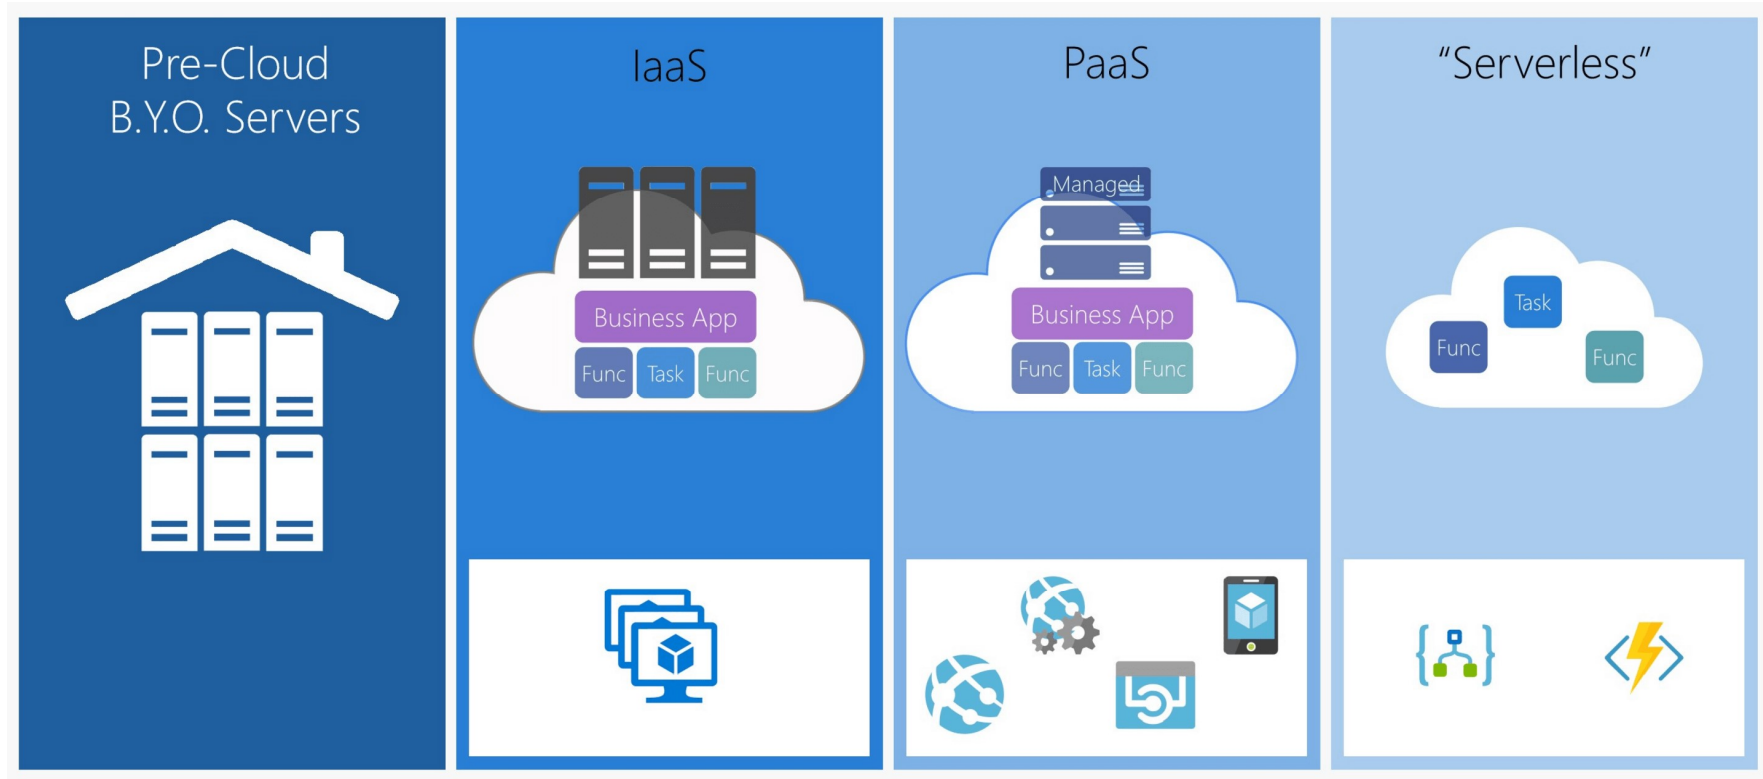 Pre-Cloud
B.Y.O. Servers
IaaS
Business App
Func
Task
Func
PaaS
Managed
Business App
Func
Task
Func
“Serverless”
Task
Func
Func